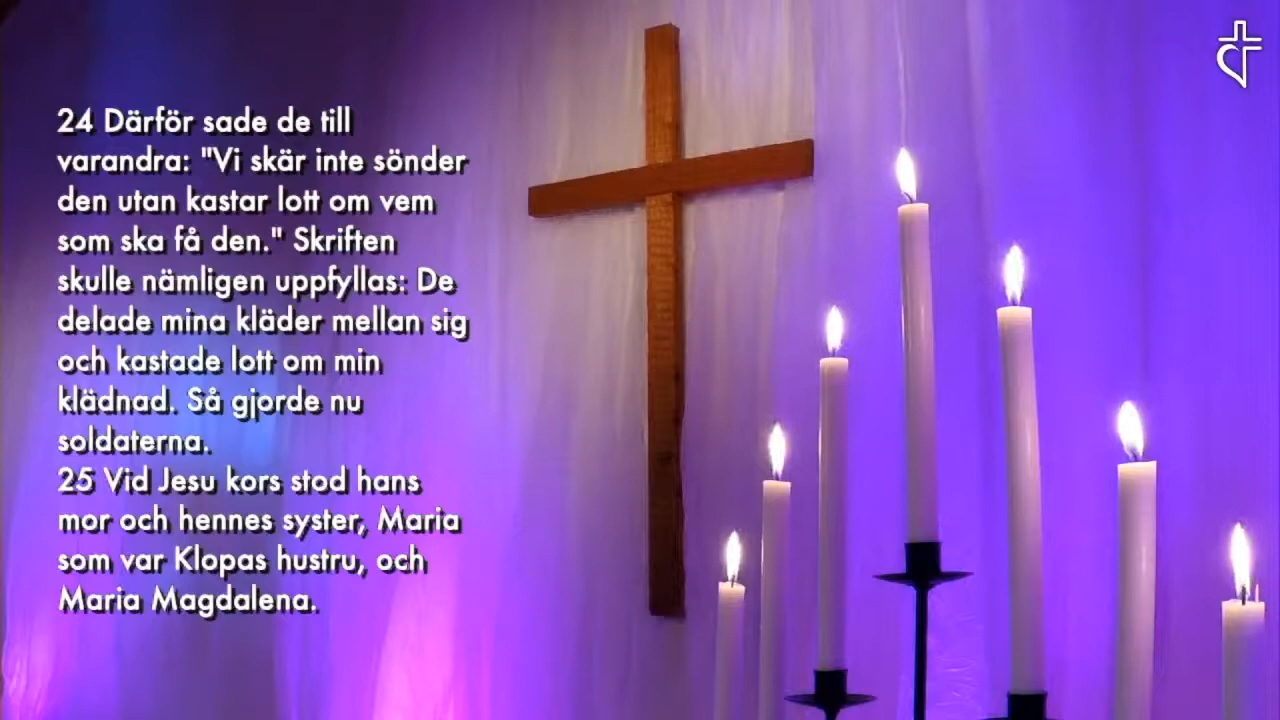 24 Därför sade de till
varandra: "Vi skär inte sönder
den utan kastar lott om vem
som ska få den." Skriften
skulle nämligen uppfyllas: De
delade mina kläder mellan sig
och kastade lott om min
klädnad. Så gjorde nu
soldaterna.
25 Vid Jesu kors stod hans
mor och hennes syster, Maria
som var Klopas hustru, och
Maria Magdalena.